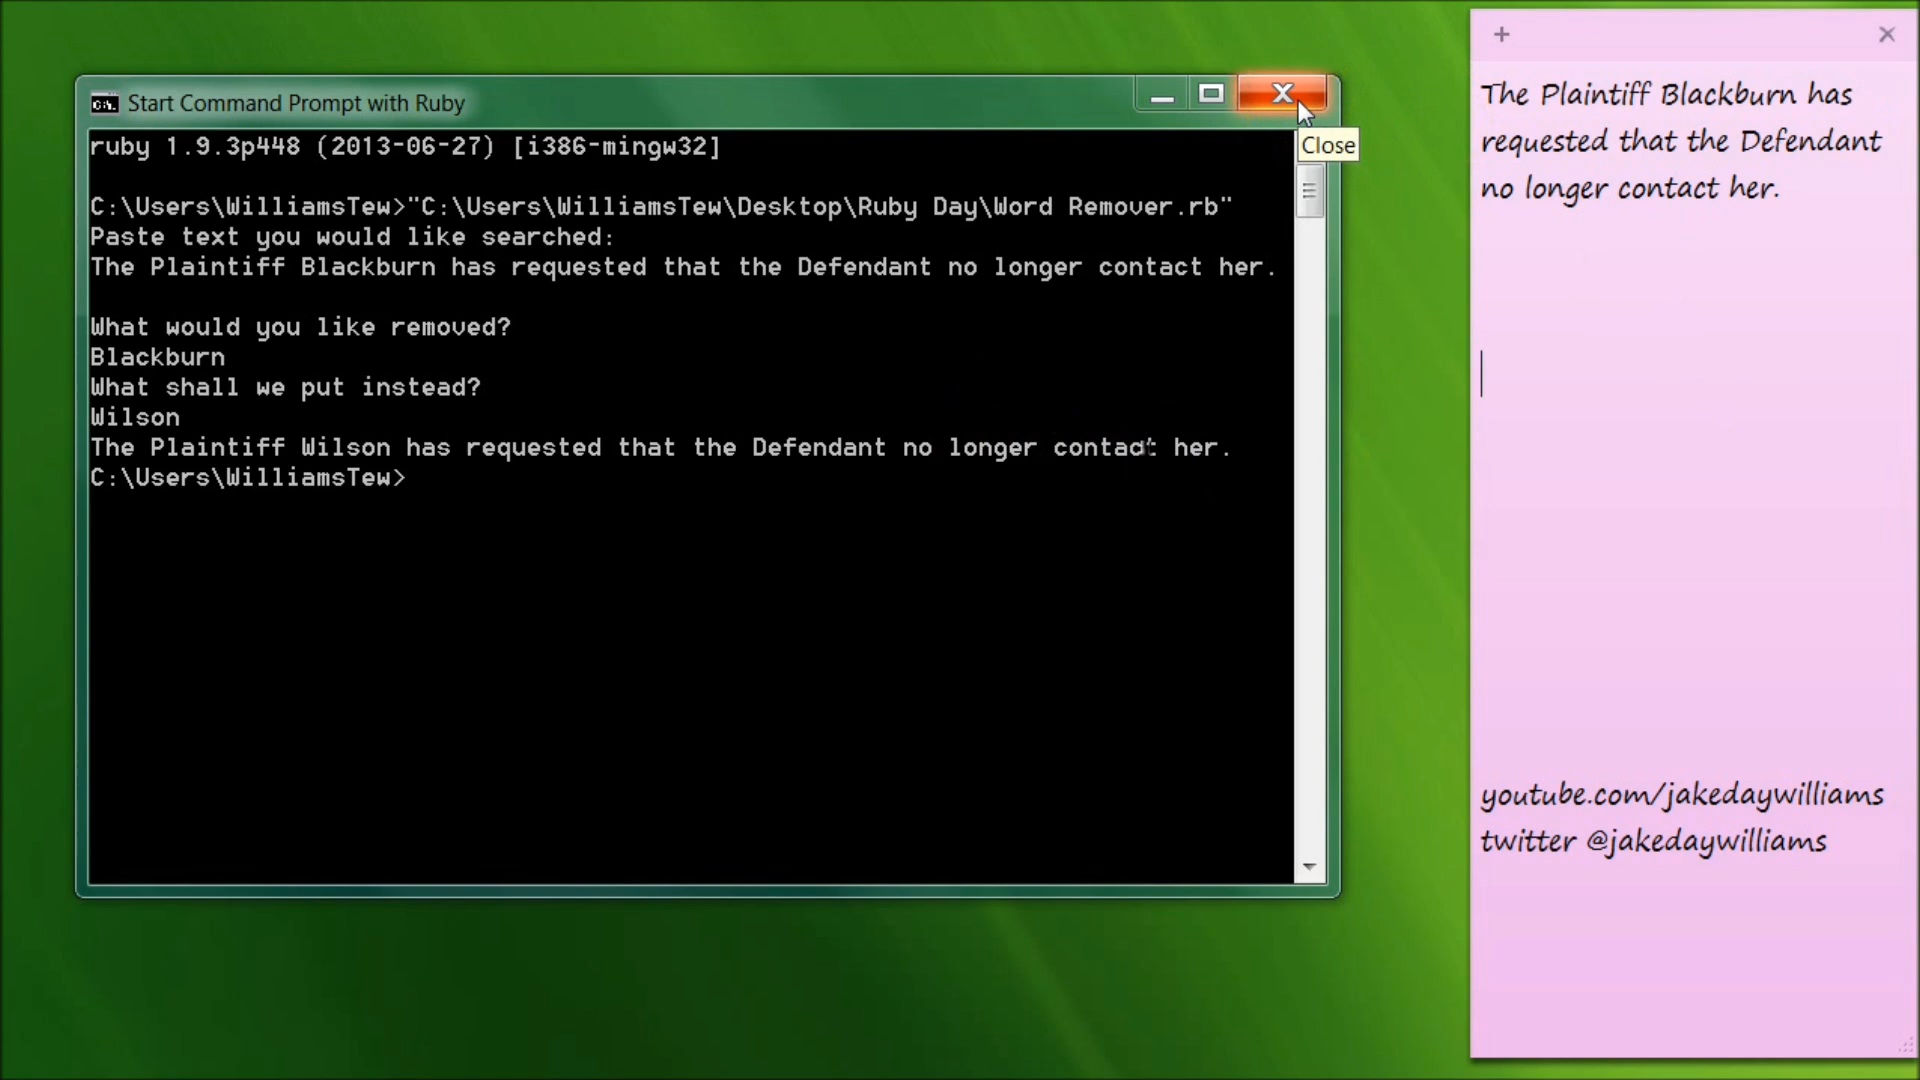 Start Command Prompt with Ruby
Close
ruby 1.9.3p448 (2013-06-27) [i386-mingw32]
C:\Users\WilliamsTew>"C:\Users\WilliamsTew\Desktop\Ruby Day\Word Remover.rb"
Paste text you would like searched:
The Plaintiff Blackburn has requested that the Defendant no longer contact her.
What would you like removed?
Blackburn
What shall we put instead?
Wilson
The Plaintiff Wilson has requested that the Defendant no longer contact her.
C:\Users\WilliamsTew>
The Plaintiff Blackburn has
requested that the Defendant
no longer contact her.
youtube.com/jakedaywilliams
twitter @jakedaywilliams